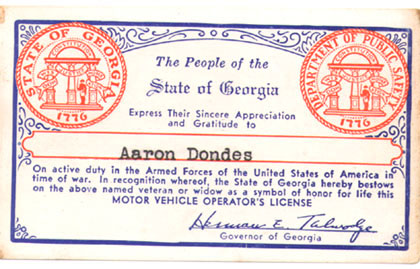 STATE OF GEORGIA
CONSTITUTION
1776
DEPARTMENT OF PUBLIC SAFETY
CONSTITUTION
1776
The People of the
State of Georgia
Express Their Sincere Appreciation
and Gratitude to
Aaron Dondes
On active duty in the Armed Forces of the United States of America in
time of war. In recognition whereof, the State of Georgia hereby bestows
on the above named veteran or widow as a symbol of honor for life this
MOTOR VEHICLE OPERATOR'S LICENSE
Herman E. Talmadge
Governor of Georgia